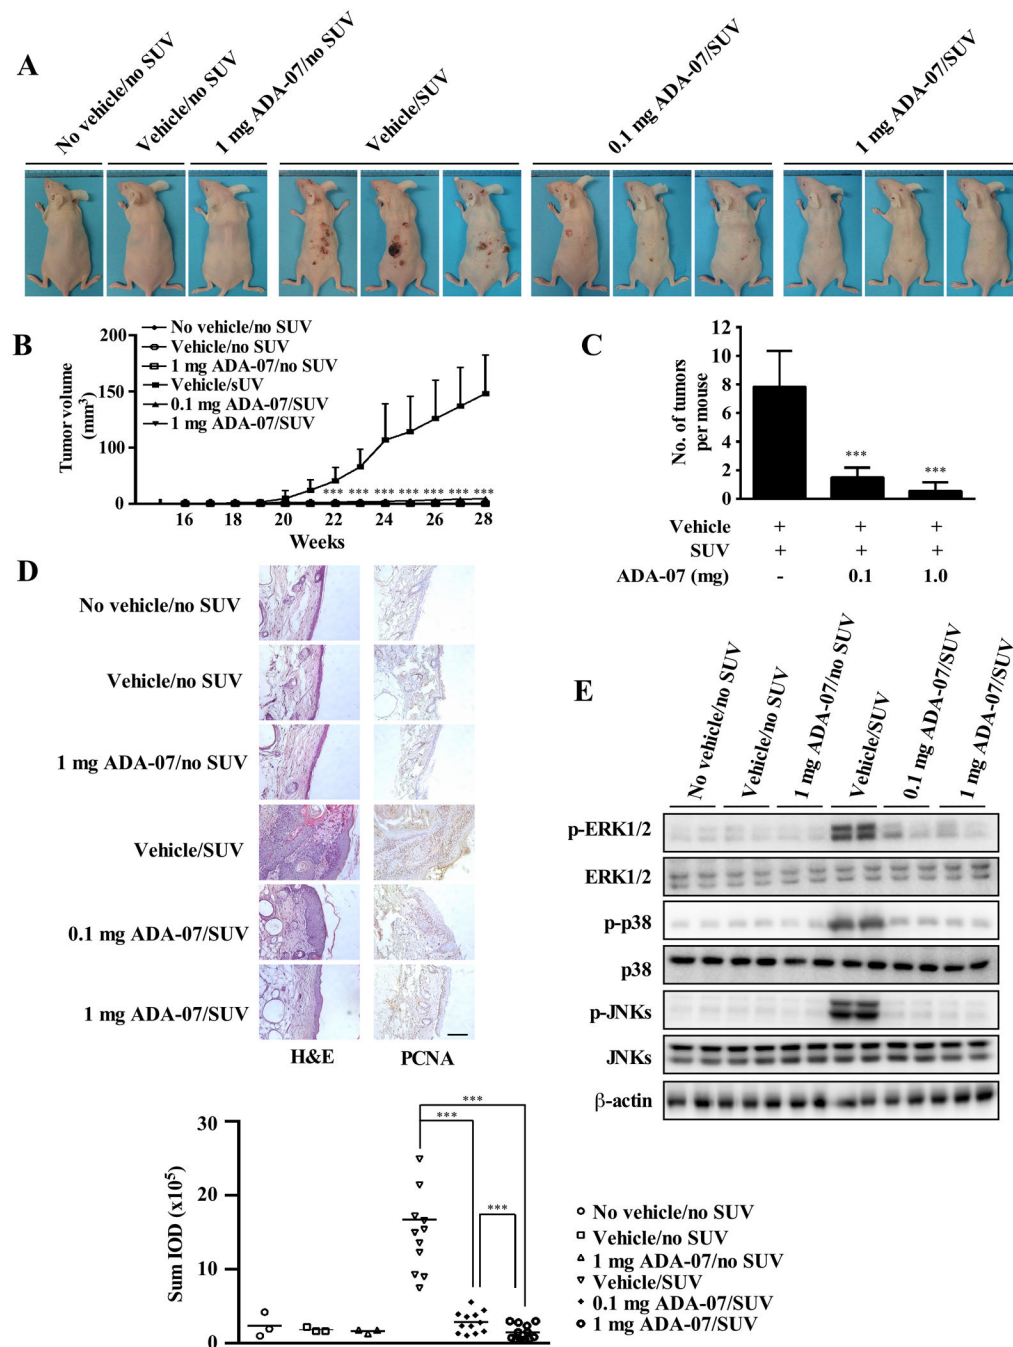 A
No vehicle/no SUV
Vehicle/no SUV
1 mg ADA-07/no SUV
Vehicle/SUV
0.1 mg ADA-07/SUV
1 mg ADA-07/SUV
B
Tumor volume
(mm³)
200
150
100
0
No vehicle/no SUV
Vehicle/no SUV
1 mg ADA-07/no SUV
Vehicle/sUV
0.1 mg ADA-07/SUV
1 mg ADA-07/SUV
*** *** *** *** *** *** ***
16 18 20 22 24 26 28
Weeks
C
No. of tumors
per mouse
12
10
8
6
4
2
0
*** ***
Vehicle + + +
SUV + + +
ADA-07 (mg) - 0.1 1.0
D
No vehicle/no SUV
Vehicle/no SUV
1 mg ADA-07/no SUV
Vehicle/SUV
0.1 mg ADA-07/SUV
1 mg ADA-07/SUV
H&E PCNA
Sum IOD (x10⁵)
30
20
10
0
***
***
***
No vehicle/no SUV
Vehicle/no SUV
1 mg ADA-07/no SUV
Vehicle/SUV
0.1 mg ADA-07/SUV
1 mg ADA-07/SUV
E
No vehicle/no SUV
Vehicle/no SUV
1 mg ADA-07/no SUV
Vehicle/SUV
0.1 mg ADA-07/SUV
1 mg ADA-07/SUV
p-ERK1/2
ERK1/2
p-p38
p38
p-JNKs
JNKs
β-actin